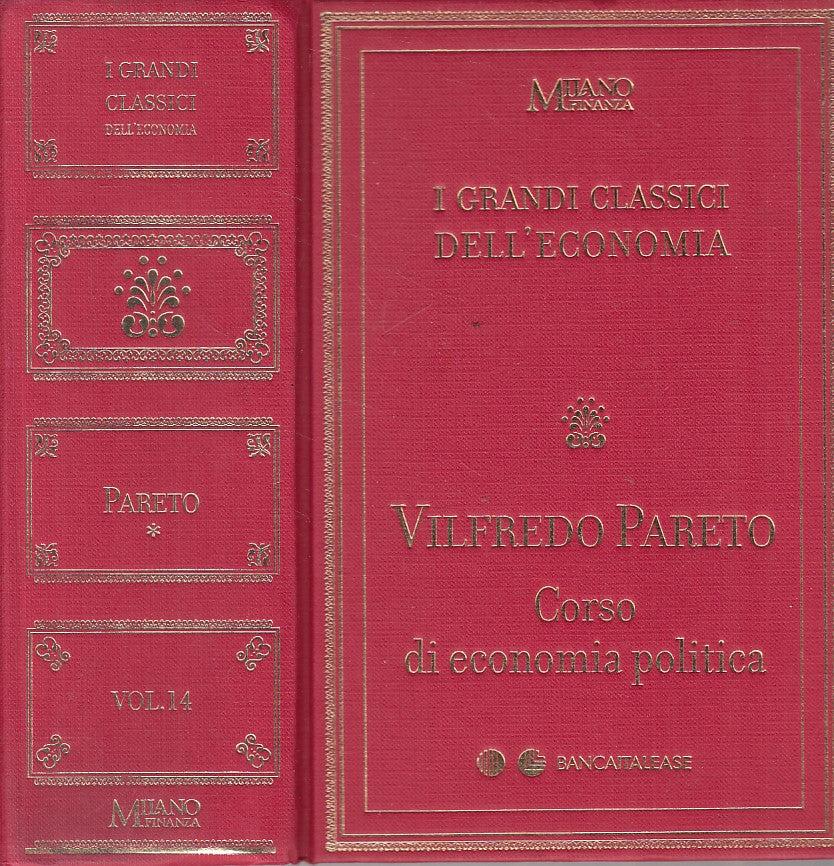 I GRANDI
CLASSICI
DELL'ECONOMIA
PARETO
*
VOL.14
MILANO
FINANZA
MILANO
FINANZA
I GRANDI CLASSICI
DELL'ECONOMIA
VILFREDO PARETO
Corso
di economia politica
BANCAITALEASE